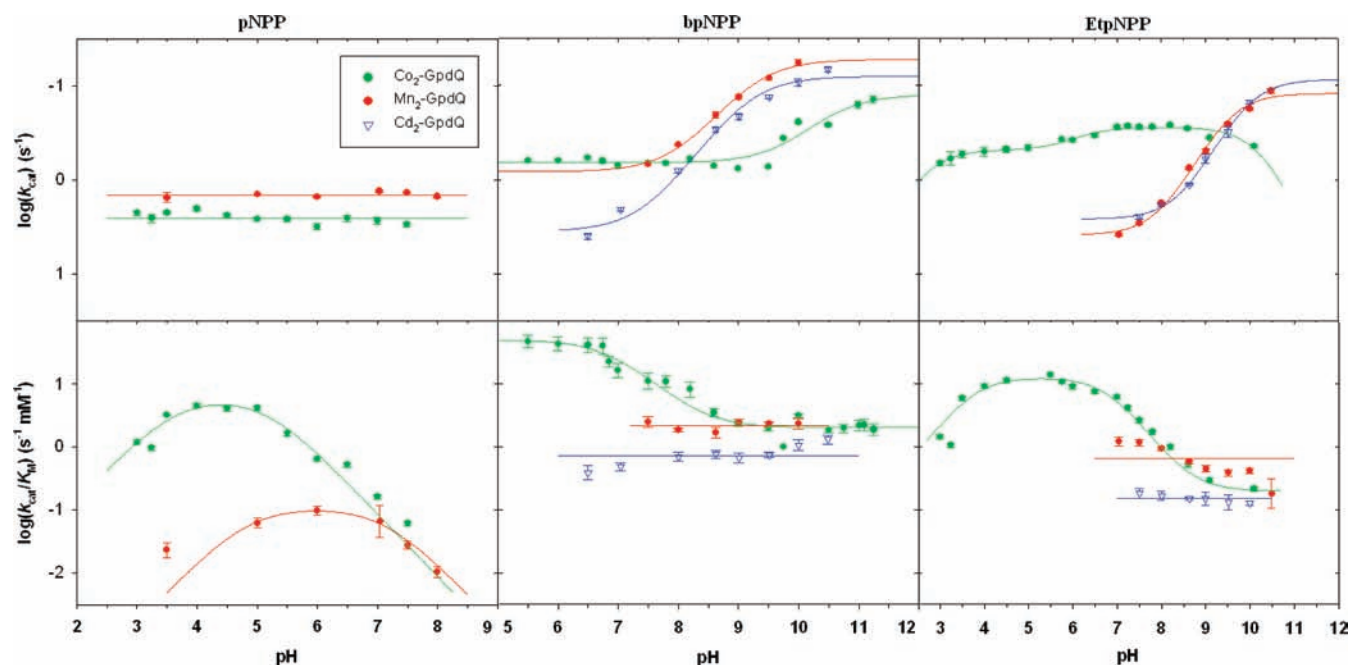 pNPP
bpNPP
EtpNPP
log(kcat) (s⁻¹)
-1
0
1
Co₂-GpdQ
Mn₂-GpdQ
Cd₂-GpdQ
log(kcat/KM) (s⁻¹ mM⁻¹)
1
0
-1
-2
2 3 4 5 6 7 8 9
5 6 7 8 9 10 11 12
3 4 5 6 7 8 9 10 11 12
pH
pH
pH